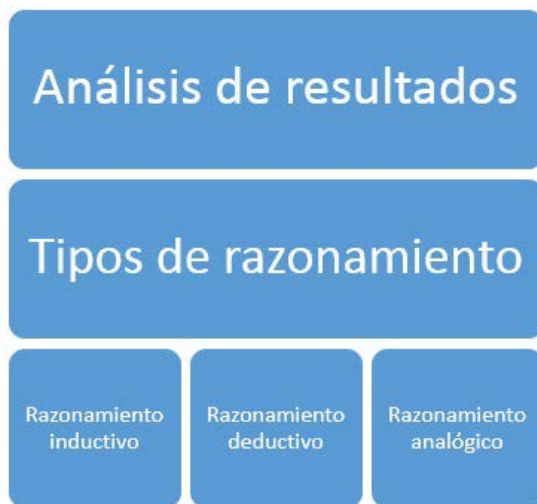 Análisis de resultados
Tipos de razonamiento
Razonamiento
inductivo
Razonamiento
deductivo
Razonamiento
analógico